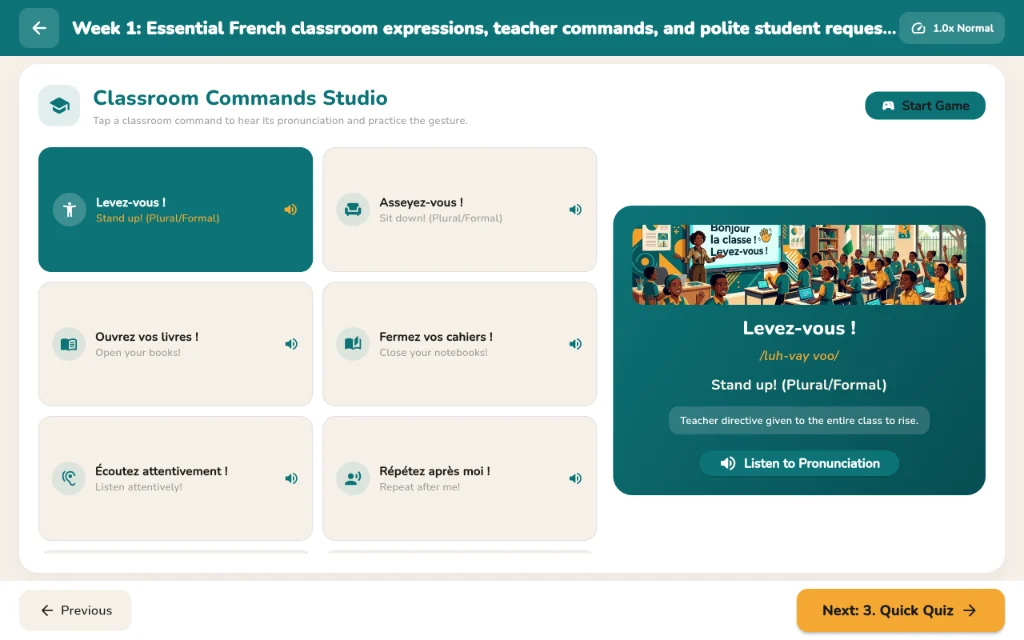 Week 1: Essential French classroom expressions, teacher commands, and polite student reques...
1.0x Normal
Classroom Commands Studio
Tap a classroom command to hear its pronunciation and practice the gesture.
Start Game
Levez-vous !
Stand up! (Plural/Formal)
Asseyez-vous !
Sit down! (Plural/Formal)
Ouvrez vos livres !
Open your books!
Fermez vos cahiers !
Close your notebooks!
Écoutez attentivement !
Listen attentively!
Répétez après moi !
Repeat after me!
Bonjour
la classe !
Levez-vous !
Levez-vous !
/luh-vay voo/
Stand up! (Plural/Formal)
Teacher directive given to the entire class to rise.
Listen to Pronunciation
Previous
Next: 3. Quick Quiz